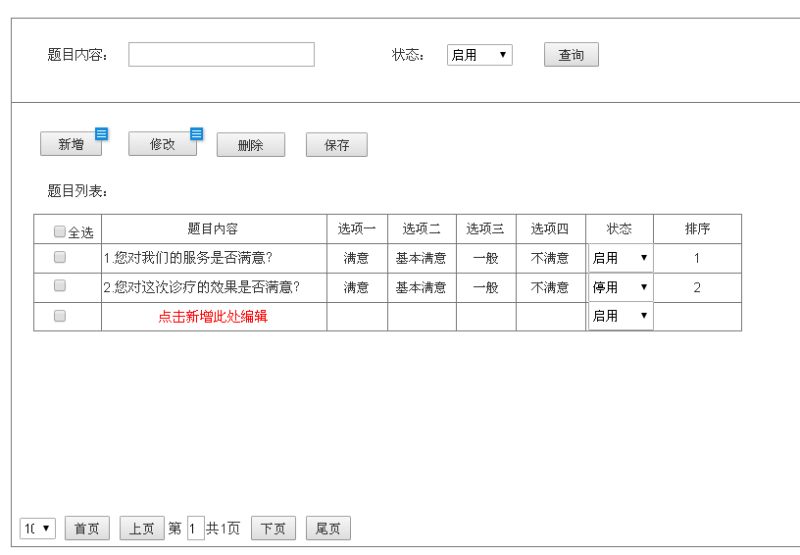 题目内容： 状态： 启用 查询
新增 修改 删除 保存
题目列表：
全选 题目内容 选项一 选项二 选项三 选项四 状态 排序
1.您对我们的服务是否满意？ 满意 基本满意 一般 不满意 启用 1
2.您对这次诊疗的效果是否满意？ 满意 基本满意 一般 不满意 停用 2
点击新增此处编辑 启用
首页 上页 第 1 共1页 下页 尾页